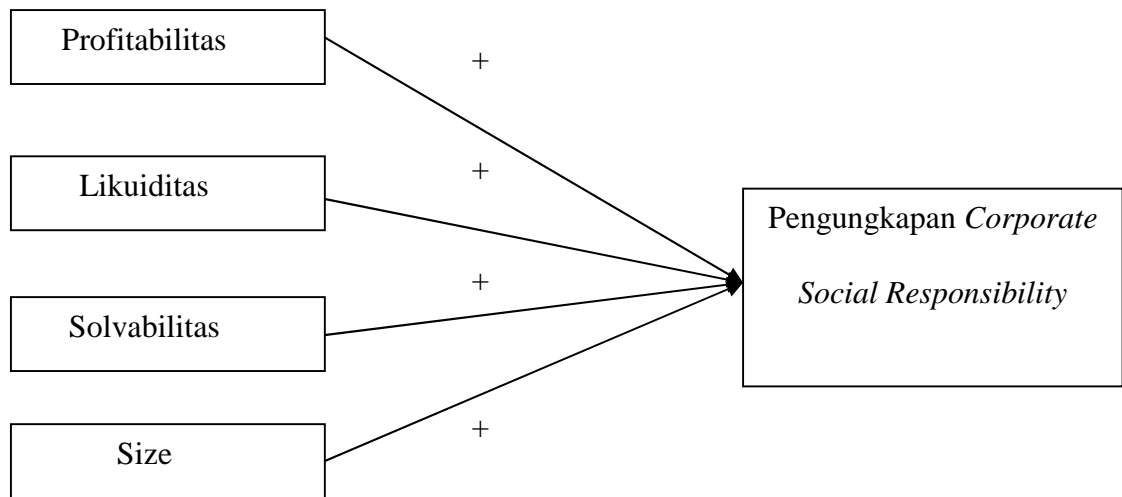 Profitabilitas
+
Likuiditas
+
Pengungkapan Corporate
Social Responsibility
+
Solvabilitas
+
Size